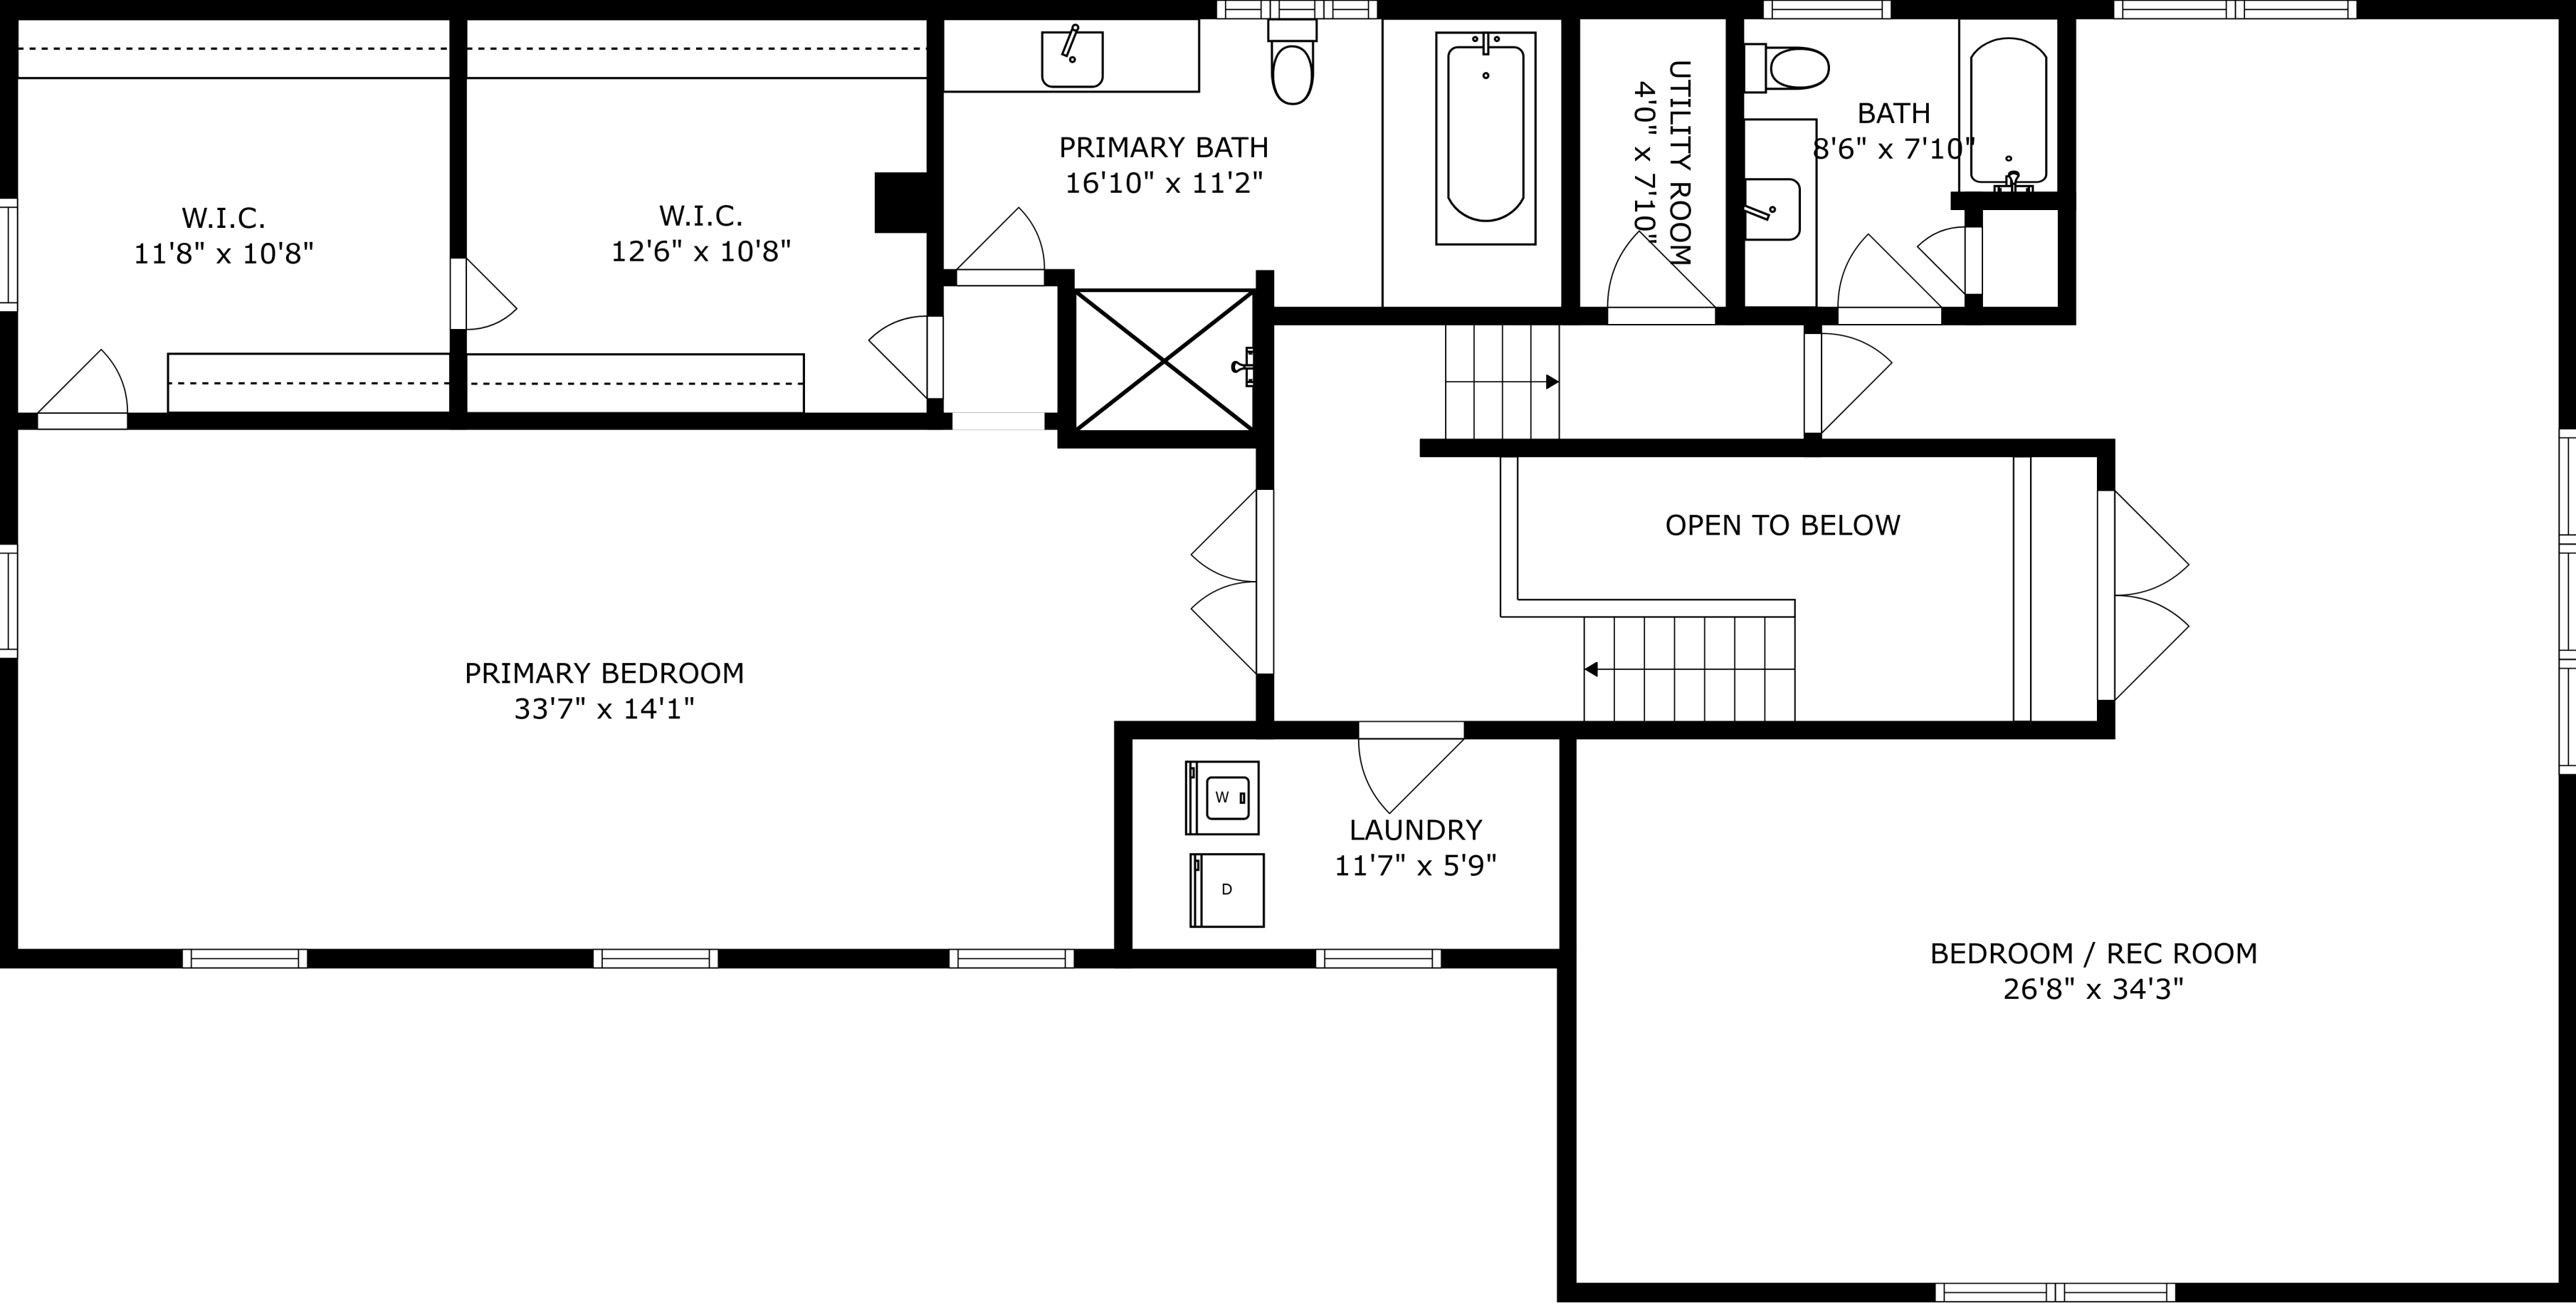 W.I.C.
11'8" x 10'8"
W.I.C.
12'6" x 10'8"
PRIMARY BATH
16'10" x 11'2"
UTILITY ROOM
4'0" x 7'10"
BATH
8'6" x 7'10"
OPEN TO BELOW
PRIMARY BEDROOM
33'7" x 14'1"
W
D
LAUNDRY
11'7" x 5'9"
BEDROOM / REC ROOM
26'8" x 34'3"